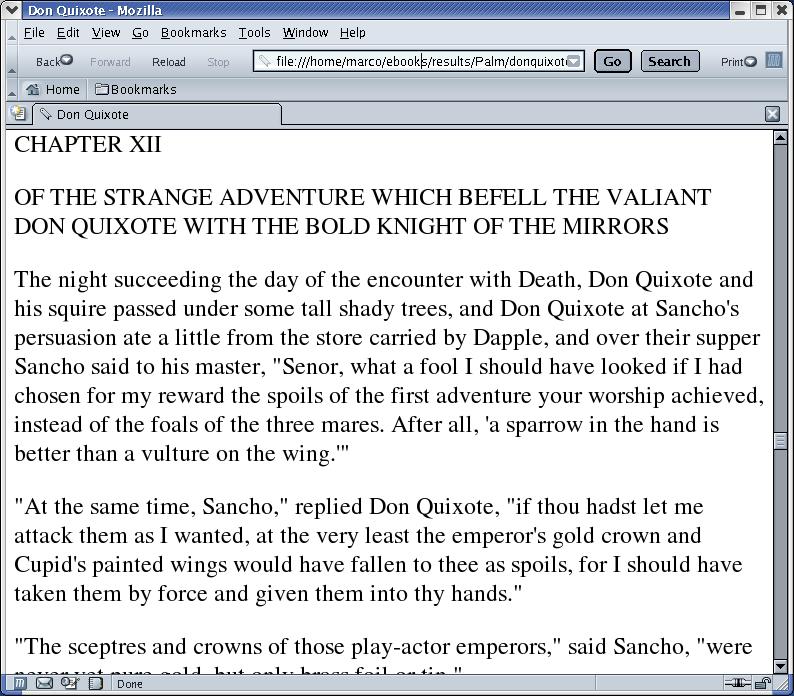 Don Quixote - Mozilla
File Edit View Go Bookmarks Tools Window Help
Back Forward Reload Stop file:///home/marco/ebooks/results/Palm/donquixote Go Search Print
Home Bookmarks
Don Quixote
CHAPTER XII
OF THE STRANGE ADVENTURE WHICH BEFELL THE VALIANT
DON QUIXOTE WITH THE BOLD KNIGHT OF THE MIRRORS
The night succeeding the day of the encounter with Death, Don Quixote and
his squire passed under some tall shady trees, and Don Quixote at Sancho's
persuasion ate a little from the store carried by Dapple, and over their supper
Sancho said to his master, "Senor, what a fool I should have looked if I had
chosen for my reward the spoils of the first adventure your worship achieved,
instead of the foals of the three mares. After all, 'a sparrow in the hand is
better than a vulture on the wing.'"
"At the same time, Sancho," replied Don Quixote, "if thou hadst let me
attack them as I wanted, at the very least the emperor's gold crown and
Cupid's painted wings would have fallen to thee as spoils, for I should have
taken them by force and given them into thy hands."
"The sceptres and crowns of those play-actor emperors," said Sancho, "were
never yet pure gold, but only brass foil or tin."
Done